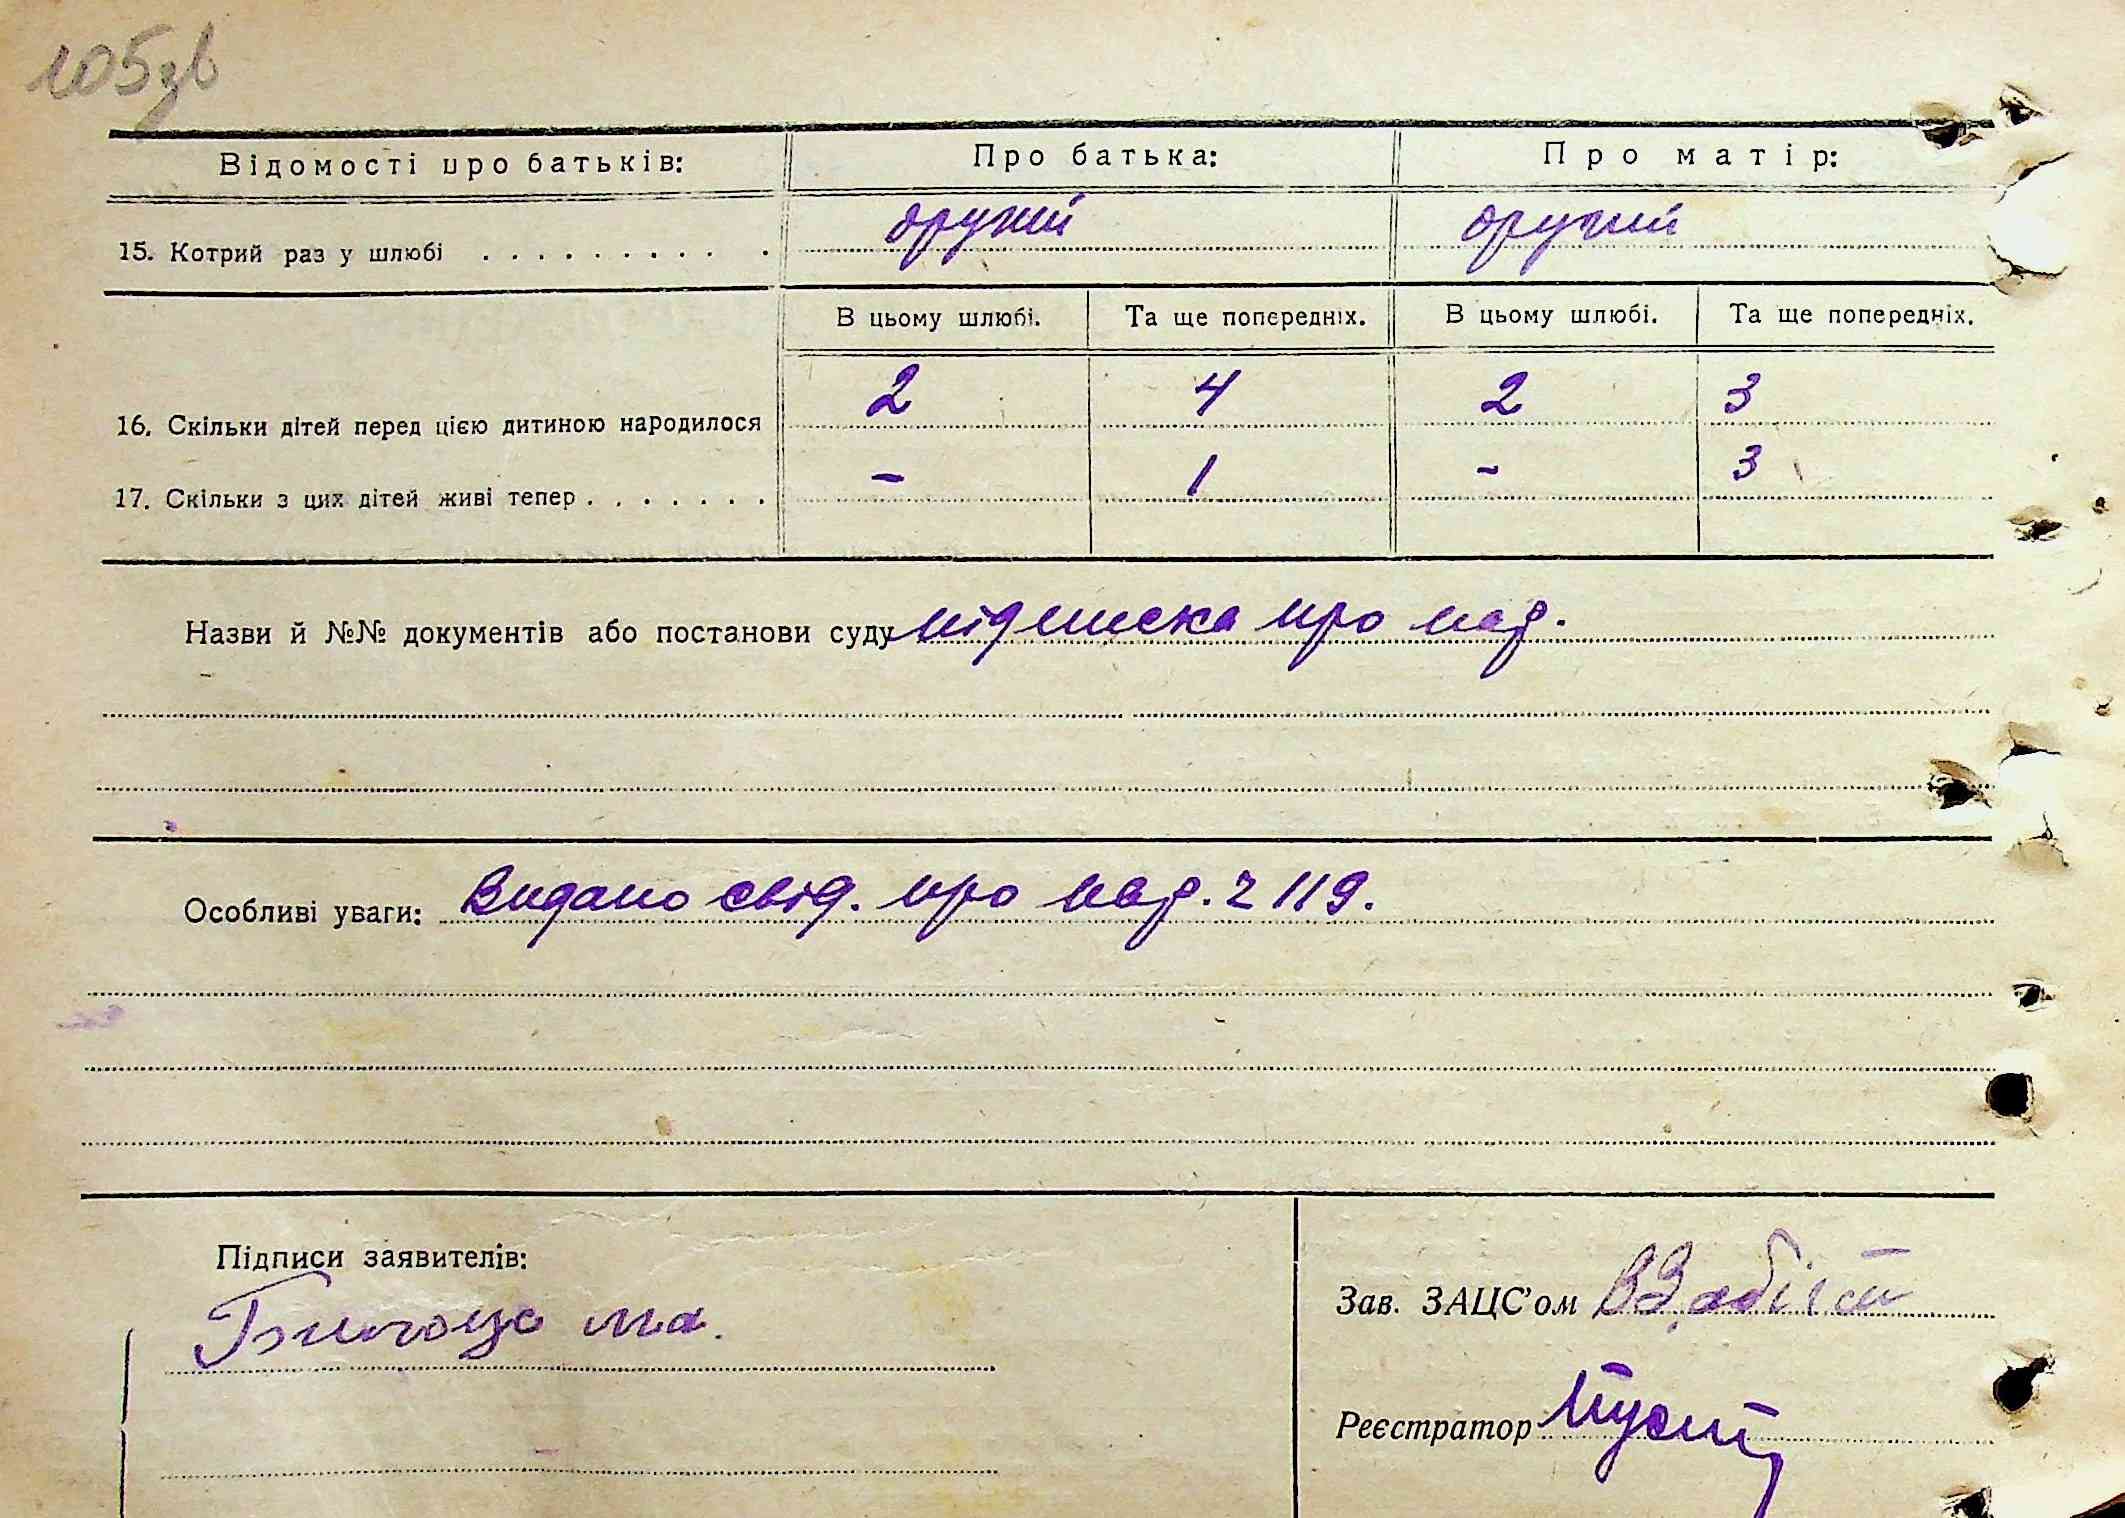 105зв
Відомості про батьків: Про батька: Про матір:
15. Котрий раз у шлюбі . . . . . . . . . . . другий другий
В цьому шлюбі. Та ще попередніх. В цьому шлюбі. Та ще попередніх.
16. Скільки дітей перед цією дитиною народилося 2 4 2 3
17. Скільки з цих дітей живі тепер . . . . . . . - 1 - 3
Назви й №№ документів або постанови суду підписка про нар.
Особливі уваги: Видано свід. про нар. 2119.
Підписи заявителів:
Зав. ЗАЦС’ом
Реєстратор